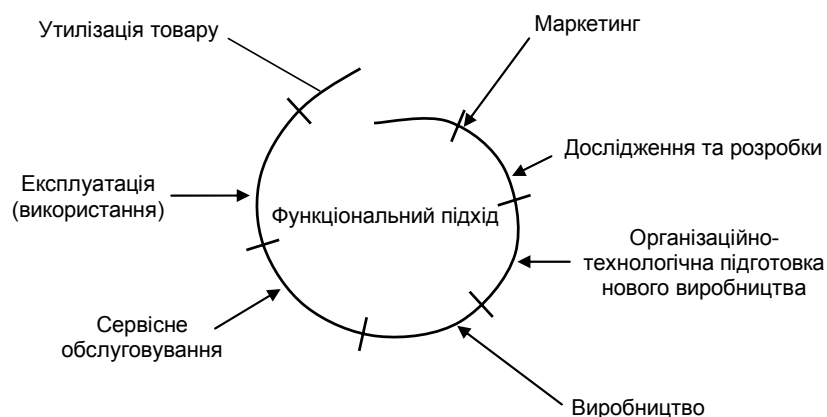 Утилізація товару
Маркетинг
Дослідження та розробки
Експлуатація
(використання)
Функціональний підхід
Організаційно-
технологічна підготовка
нового виробництва
Сервісне
обслуговування
Виробництво